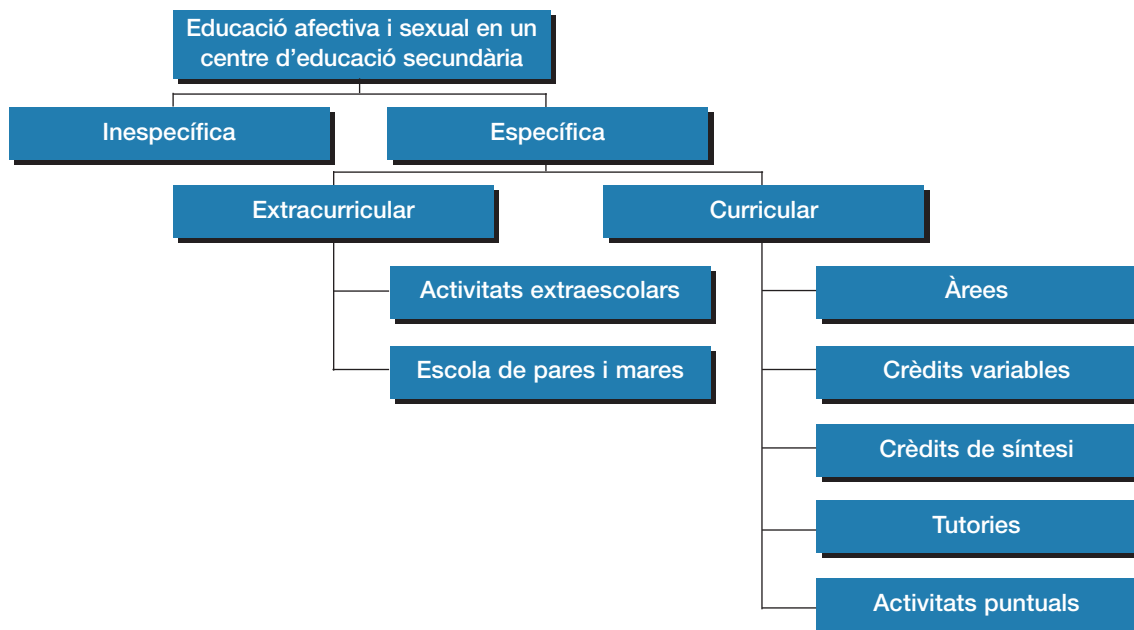 Educació afectiva i sexual en un
centre d'educació secundària
Inespecífica
Específica
Extracurricular
Curricular
Activitats extraescolars
Escola de pares i mares
Àrees
Crèdits variables
Crèdits de síntesi
Tutories
Activitats puntuals